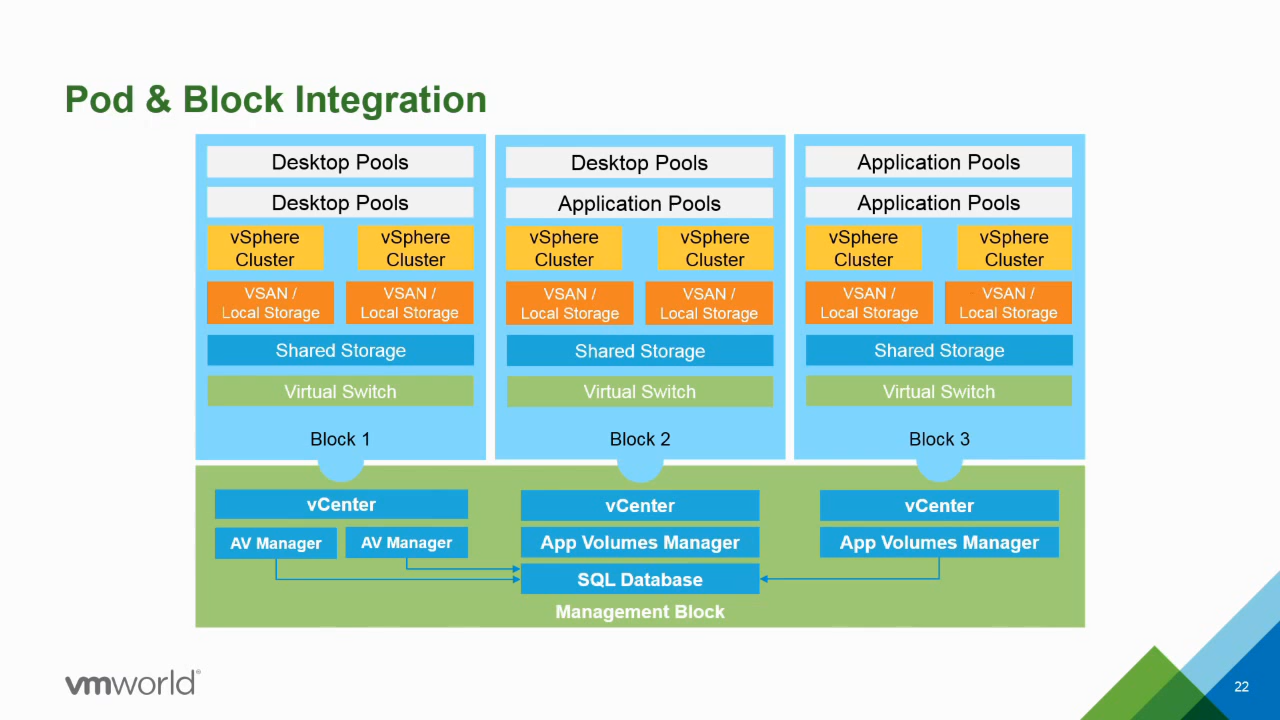 Pod & Block Integration
Desktop Pools
Desktop Pools
vSphere
Cluster
vSphere
Cluster
VSAN /
Local Storage
VSAN /
Local Storage
Shared Storage
Virtual Switch
Block 1
Desktop Pools
Application Pools
vSphere
Cluster
vSphere
Cluster
VSAN /
Local Storage
VSAN /
Local Storage
Shared Storage
Virtual Switch
Block 2
Application Pools
Application Pools
vSphere
Cluster
vSphere
Cluster
VSAN /
Local Storage
VSAN /
Local Storage
Shared Storage
Virtual Switch
Block 3
vCenter
AV Manager
AV Manager
vCenter
App Volumes Manager
SQL Database
vCenter
App Volumes Manager
Management Block
vmworld®
22